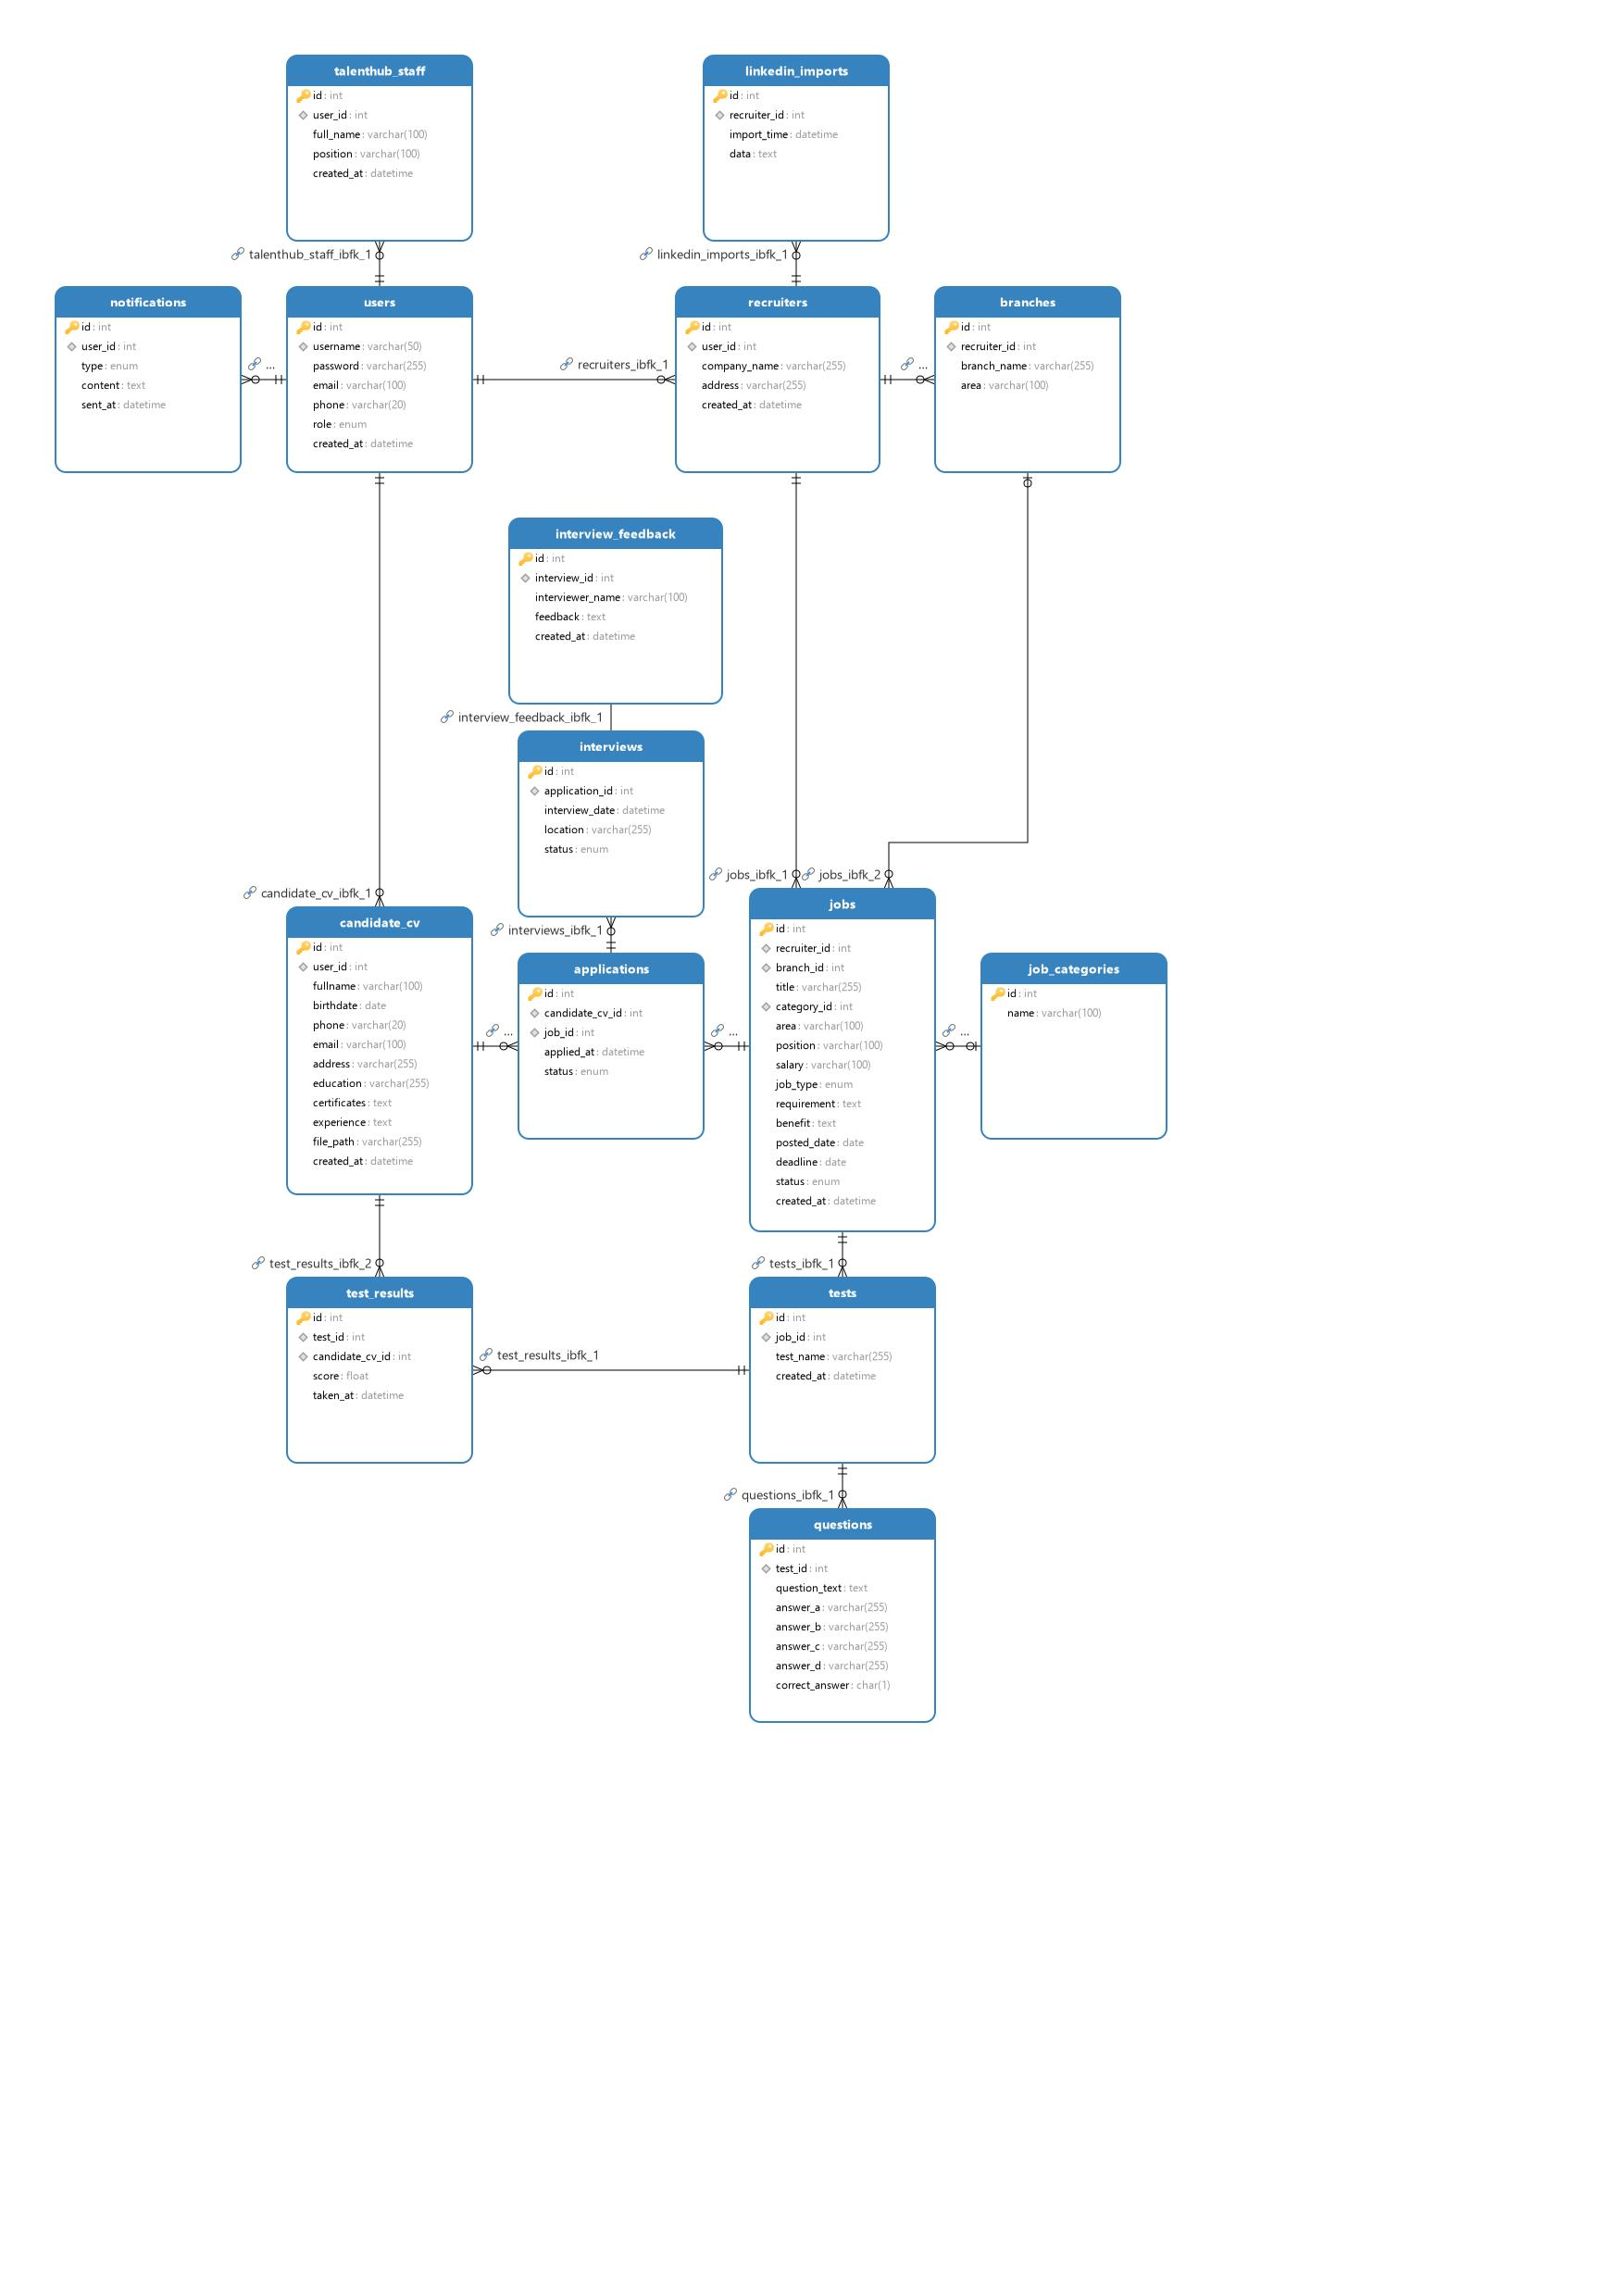 talenthub_staff
id: int
user_id: int
full_name: varchar(100)
position: varchar(100)
created_at: datetime
linkedin_imports
id: int
recruiter_id: int
import_time: datetime
data: text
talenthub_staff_ibfk_1
linkedin_imports_ibfk_1
notifications
id: int
user_id: int
type: enum
content: text
sent_at: datetime
...
users
id: int
username: varchar(50)
password: varchar(255)
email: varchar(100)
phone: varchar(20)
role: enum
created_at: datetime
recruiters_ibfk_1
recruiters
id: int
user_id: int
company_name: varchar(255)
address: varchar(255)
created_at: datetime
...
branches
id: int
recruiter_id: int
branch_name: varchar(255)
area: varchar(100)
interview_feedback
id: int
interview_id: int
interviewer_name: varchar(100)
feedback: text
created_at: datetime
interview_feedback_ibfk_1
interviews
id: int
application_id: int
interview_date: datetime
location: varchar(255)
status: enum
jobs_ibfk_1
jobs_ibfk_2
candidate_cv_ibfk_1
interviews_ibfk_1
candidate_cv
id: int
user_id: int
fullname: varchar(100)
birthdate: date
phone: varchar(20)
email: varchar(100)
address: varchar(255)
education: varchar(255)
certificates: text
experience: text
file_path: varchar(255)
created_at: datetime
...
applications
id: int
candidate_cv_id: int
job_id: int
applied_at: datetime
status: enum
...
jobs
id: int
recruiter_id: int
branch_id: int
title: varchar(255)
category_id: int
area: varchar(100)
position: varchar(100)
salary: varchar(100)
job_type: enum
requirement: text
benefit: text
posted_date: date
deadline: date
status: enum
created_at: datetime
...
job_categories
id: int
name: varchar(100)
test_results_ibfk_2
tests_ibfk_1
test_results
id: int
test_id: int
candidate_cv_id: int
score: float
taken_at: datetime
test_results_ibfk_1
tests
id: int
job_id: int
test_name: varchar(255)
created_at: datetime
questions_ibfk_1
questions
id: int
test_id: int
question_text: text
answer_a: varchar(255)
answer_b: varchar(255)
answer_c: varchar(255)
answer_d: varchar(255)
correct_answer: char(1)